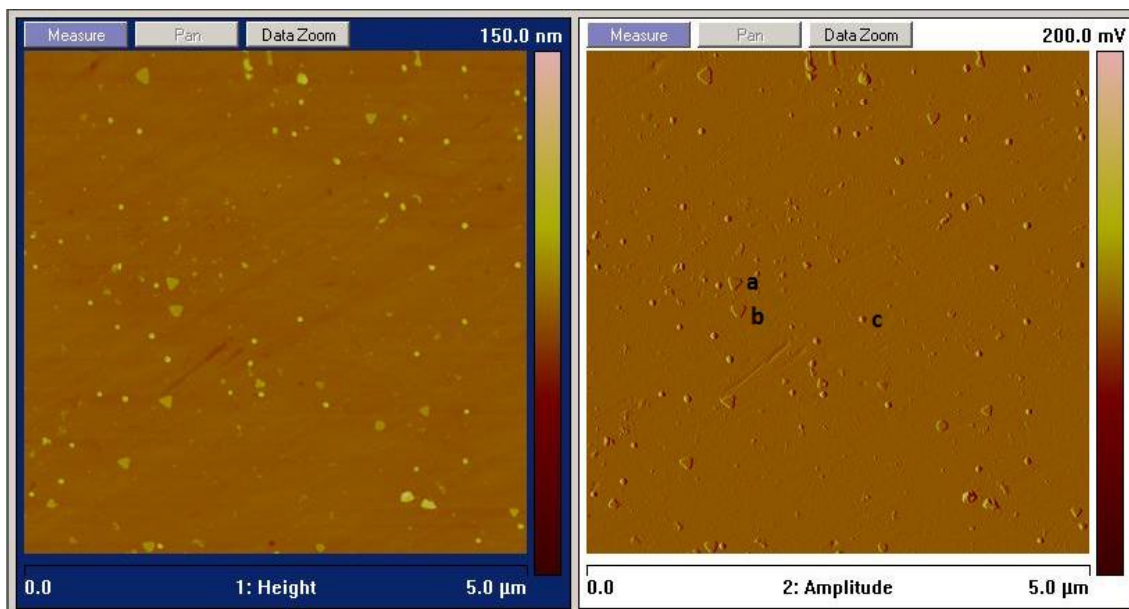 Measure Pan Data Zoom 150.0 nm
0.0 1: Height 5.0 µm
Measure Pan Data Zoom 200.0 mV
a
b
c
0.0 2: Amplitude 5.0 µm